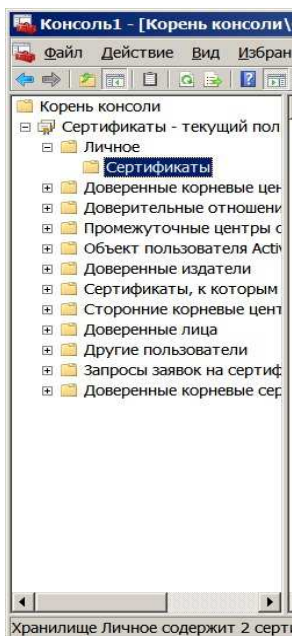 Консоль1 - [Корень консоли\
Файл Действие Вид Избран
Корень консоли
Сертификаты - текущий пол
Личное
Сертификаты
Доверенные корневые цен
Доверительные отношени
Промежуточные центры с
Объект пользователя Activ
Доверенные издатели
Сертификаты, к которым
Сторонние корневые цент
Доверенные лица
Другие пользователи
Запросы заявок на сертиф
Доверенные корневые сер
Хранилище Личное содержит 2 серти